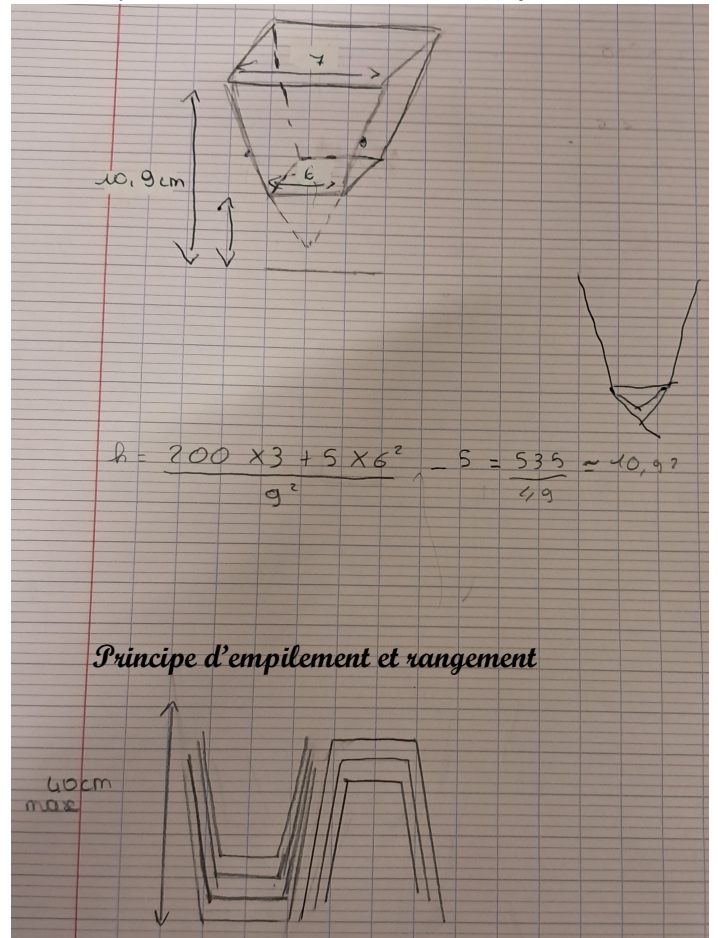 7
10,9cm
6
h = 200 × 3 + 5 × 6² / 9² - 5 = 535 / 49 ≃ 10,92
Principe d'empilement et rangement
40cm
max